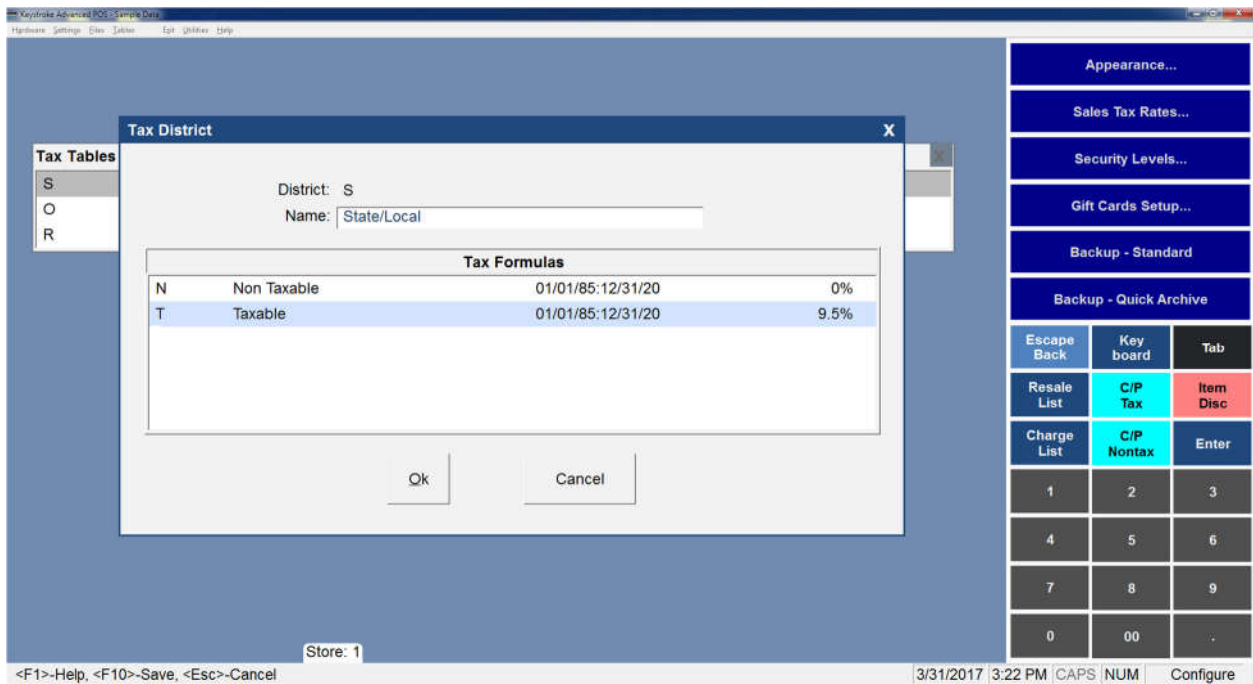 Keystroke Advanced POS - Sample Data
Hardware Settings Files Tables Exit Utilities Help
Tax Tables
S
O
R
X
Tax District X
District: S
Name: State/Local
Tax Formulas
N Non Taxable 01/01/85:12/31/20 0%
T Taxable 01/01/85:12/31/20 9.5%
Ok Cancel
Appearance...
Sales Tax Rates...
Security Levels...
Gift Cards Setup...
Backup - Standard
Backup - Quick Archive
Escape Back
Key board
Tab
Resale List
C/P Tax
Item Disc
Charge List
C/P Nontax
Enter
1 2 3
4 5 6
7 8 9
0 00 .
Store: 1
<F1>-Help, <F10>-Save, <Esc>-Cancel 3/31/2017 3:22 PM CAPS NUM Configure